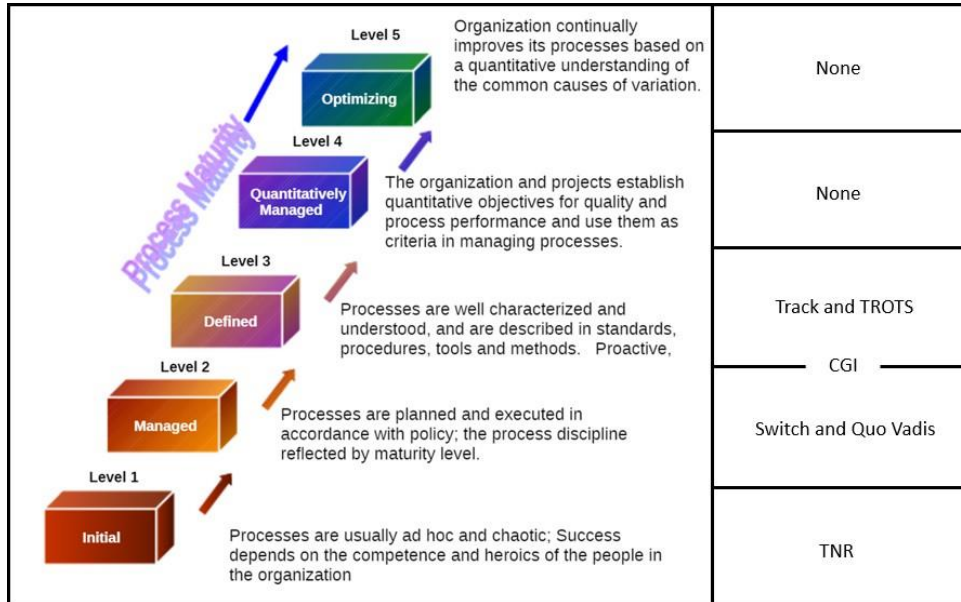 Level 5
Optimizing
Organization continually
improves its processes based on
a quantitative understanding of
the common causes of variation.
None
Process Maturity
Level 4
Quantitatively
Managed
The organization and projects establish
quantitative objectives for quality and
process performance and use them as
criteria in managing processes.
None
Level 3
Defined
Processes are well characterized and
understood, and are described in standards,
procedures, tools and methods. Proactive,
Track and TROTS
CGI
Level 2
Managed
Processes are planned and executed in
accordance with policy; the process discipline
reflected by maturity level.
Switch and Quo Vadis
Level 1
Initial
Processes are usually ad hoc and chaotic; Success
depends on the competence and heroics of the people in
the organization
TNR